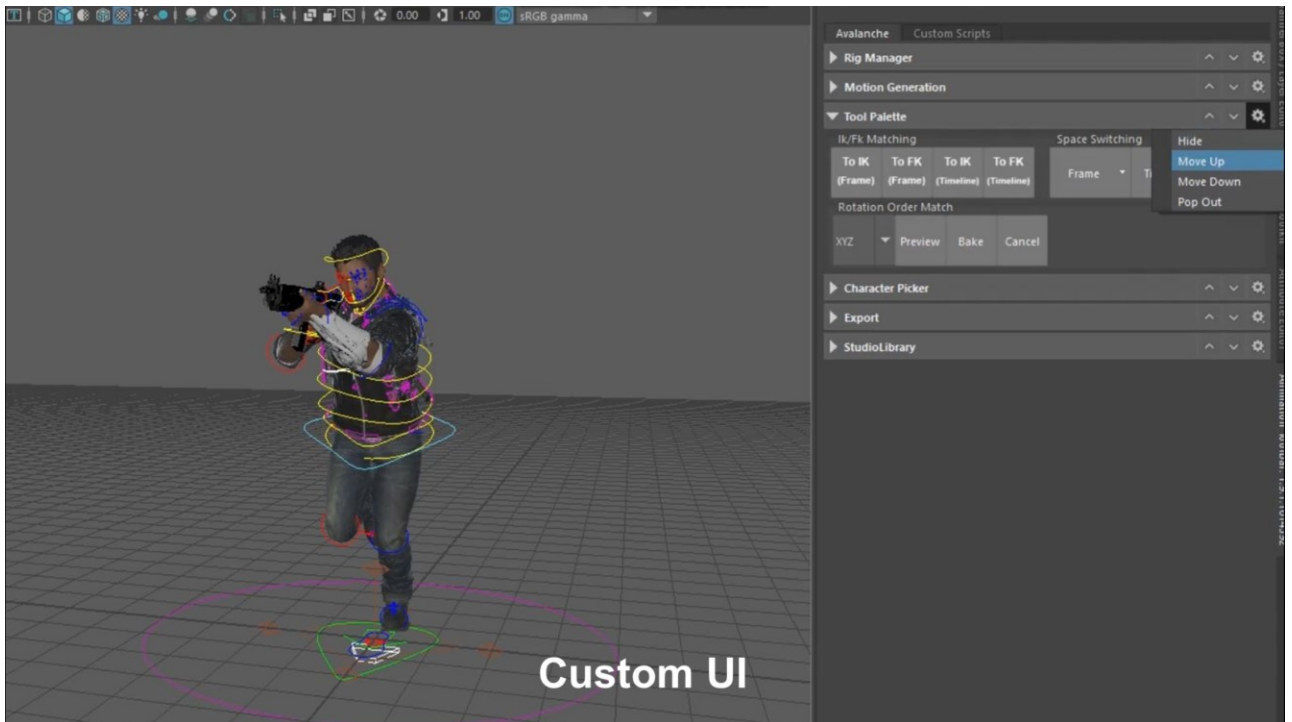 0.00 1.00 sRGB gamma
Avalanche Custom Scripts
Rig Manager
Motion Generation
Tool Palette
Ik/Fk Matching Space Switching
To IK To FK To IK To FK
(Frame) (Frame) (Timeline) (Timeline)
Frame
Hide
Move Up
Move Down
Pop Out
Rotation Order Match
XYZ Preview Bake Cancel
Character Picker
Export
StudioLibrary
Custom UI